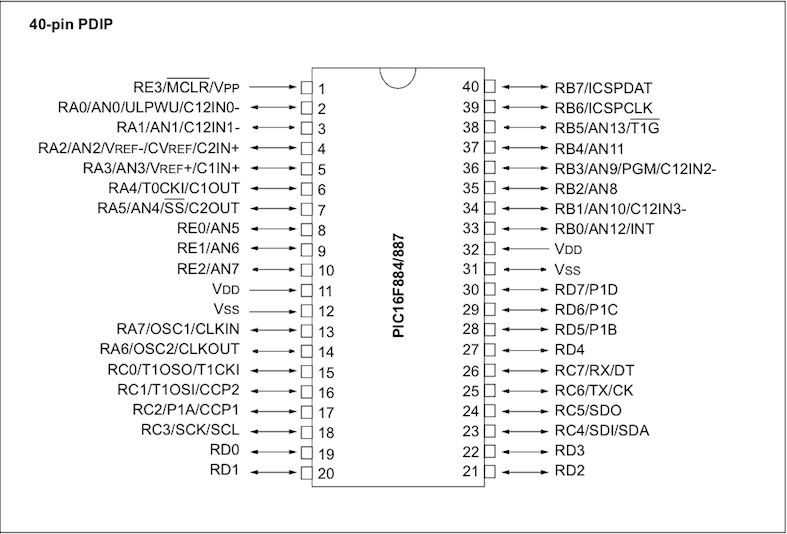 40-pin PDIP
RE3/MCLR/VPP 1 40 RB7/ICSPDAT
RA0/AN0/ULPWU/C12IN0- 2 39 RB6/ICSPCLK
RA1/AN1/C12IN1- 3 38 RB5/AN13/T1G
RA2/AN2/VREF-/CVREF/C2IN+ 4 37 RB4/AN11
RA3/AN3/VREF+/C1IN+ 5 36 RB3/AN9/PGM/C12IN2-
RA4/T0CKI/C1OUT 6 35 RB2/AN8
RA5/AN4/SS/C2OUT 7 34 RB1/AN10/C12IN3-
RE0/AN5 8 33 RB0/AN12/INT
RE1/AN6 9 32 VDD
RE2/AN7 10 31 VSS
VDD 11 30 RD7/P1D
VSS 12 29 RD6/P1C
RA7/OSC1/CLKIN 13 28 RD5/P1B
RA6/OSC2/CLKOUT 14 27 RD4
RC0/T1OSO/T1CKI 15 26 RC7/RX/DT
RC1/T1OSI/CCP2 16 25 RC6/TX/CK
RC2/P1A/CCP1 17 24 RC5/SDO
RC3/SCK/SCL 18 23 RC4/SDI/SDA
RD0 19 22 RD3
RD1 20 21 RD2
PIC16F884/887